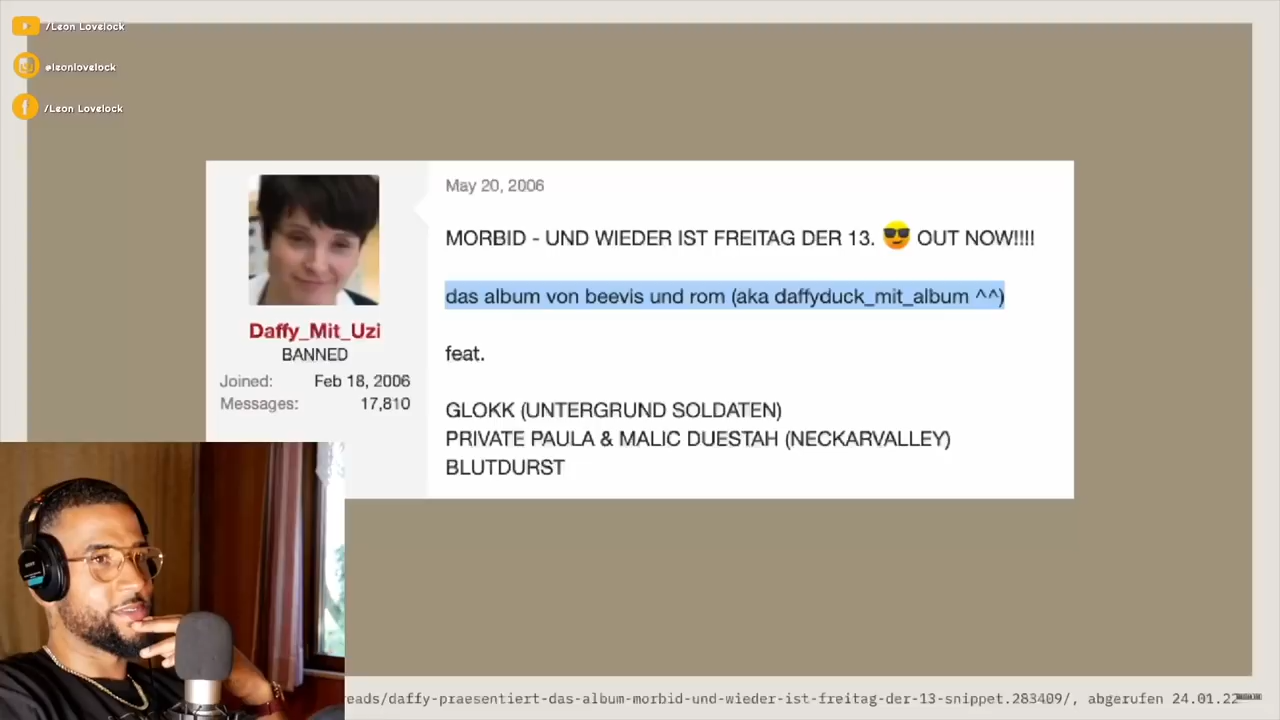 /Leon Lovelock
@leonlovelock
/Leon Lovelock
May 20, 2006
MORBID - UND WIEDER IST FREITAG DER 13. 😎 OUT NOW!!!!
das album von beevis und rom (aka daffyduck_mit_album ^^)
Daffy_Mit_Uzi
BANNED
Joined: Feb 18, 2006
Messages: 17,810
feat.
GLOKK (UNTERGRUND SOLDATEN)
PRIVATE PAULA & MALIC DUESTAH (NECKARVALLEY)
BLUTDURST
eads/daffy-praesentiert-das-album-morbid-und-wieder-ist-freitag-der-13-snippet.283409/, abgerufen 24.01.22